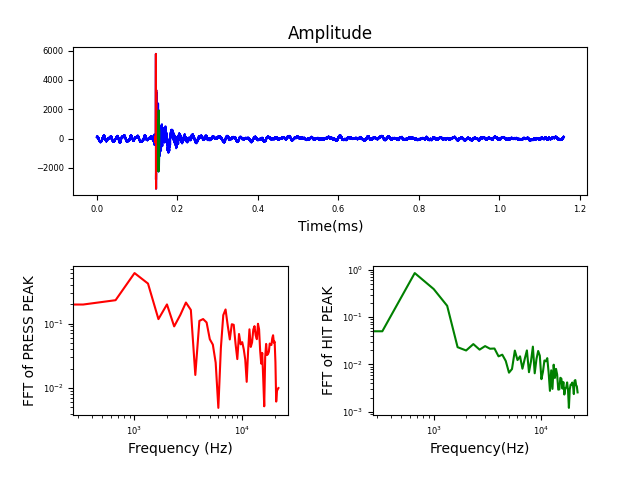 Amplitude
6000
4000
2000
0
−2000
0.0 0.2 0.4 0.6 0.8 1.0 1.2
Time(ms)
FFT of PRESS PEAK
10⁻¹
10⁻²
10³ 10⁴
Frequency (Hz)
FFT of HIT PEAK
10⁰
10⁻¹
10⁻²
10⁻³
10³ 10⁴
Frequency(Hz)